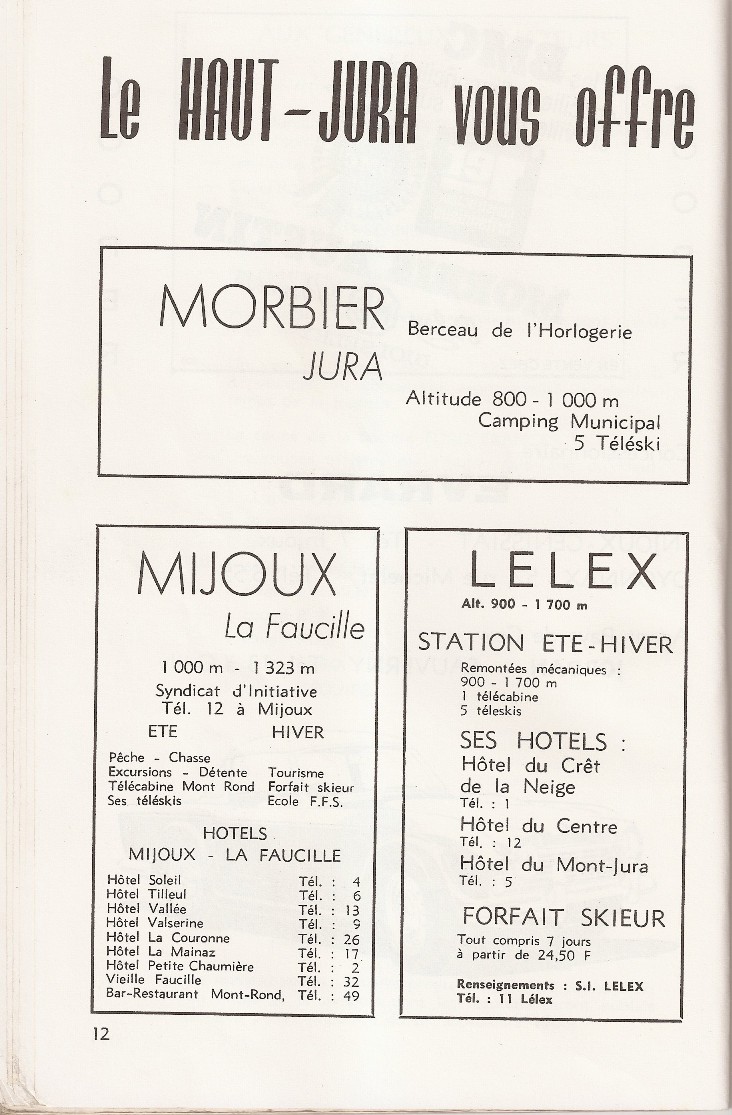 Le HAUT-JURA vous offre
MORBIER
JURA
Berceau de l'Horlogerie
Altitude 800 - 1 000 m
Camping Municipal
5 Téléski
MIJOUX
La Faucille
1 000 m - 1 323 m
Syndicat d'Initiative
Tél. 12 à Mijoux
ETE HIVER
Pêche - Chasse
Excursions - Détente Tourisme
Télécabine Mont Rond Forfait skieur
Ses téléskis Ecole F.F.S.
HOTELS
MIJOUX - LA FAUCILLE
Hôtel Soleil Tél. : 4
Hôtel Tilleul Tél. : 6
Hôtel Vallée Tél. : 13
Hôtel Valserine Tél. : 9
Hôtel La Couronne Tél. : 26
Hôtel La Mainaz Tél. : 17
Hôtel Petite Chaumière Tél. : 2
Vieille Faucille Tél. : 32
Bar-Restaurant Mont-Rond, Tél. : 49
LELEX
Alt. 900 - 1 700 m
STATION ETE-HIVER
Remontées mécaniques :
900 - 1 700 m
1 télécabine
5 téleskis
SES HOTELS :
Hôtel du Crêt
de la Neige
Tél. : 1
Hôtel du Centre
Tél. : 12
Hôtel du Mont-Jura
Tél. : 5
FORFAIT SKIEUR
Tout compris 7 jours
à partir de 24,50 F
Renseignements : S.I. LELEX
Tél. : 11 Lélex
12